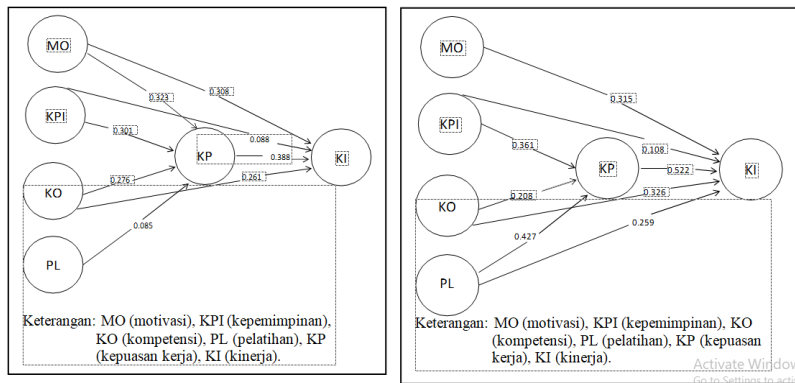 MO
0.308
0.323
KPI
0.301
0.088
KP
0.388
KI
0.276
0.261
KO
0.085
PL
Keterangan: MO (motivasi), KPI (kepemimpinan),
KO (kompetensi), PL (pelatihan), KP
(kepuasan kerja), KI (kinerja).
MO
0.315
KPI
0.361
0.108
KP
0.522
KI
0.326
0.208
KO
0.427
0.259
PL
Keterangan: MO (motivasi), KPI (kepemimpinan), KO
(kompetensi), PL (pelatihan), KP (kepuasan
kerja), KI (kinerja).
Activate Window
Go to Settings to acti